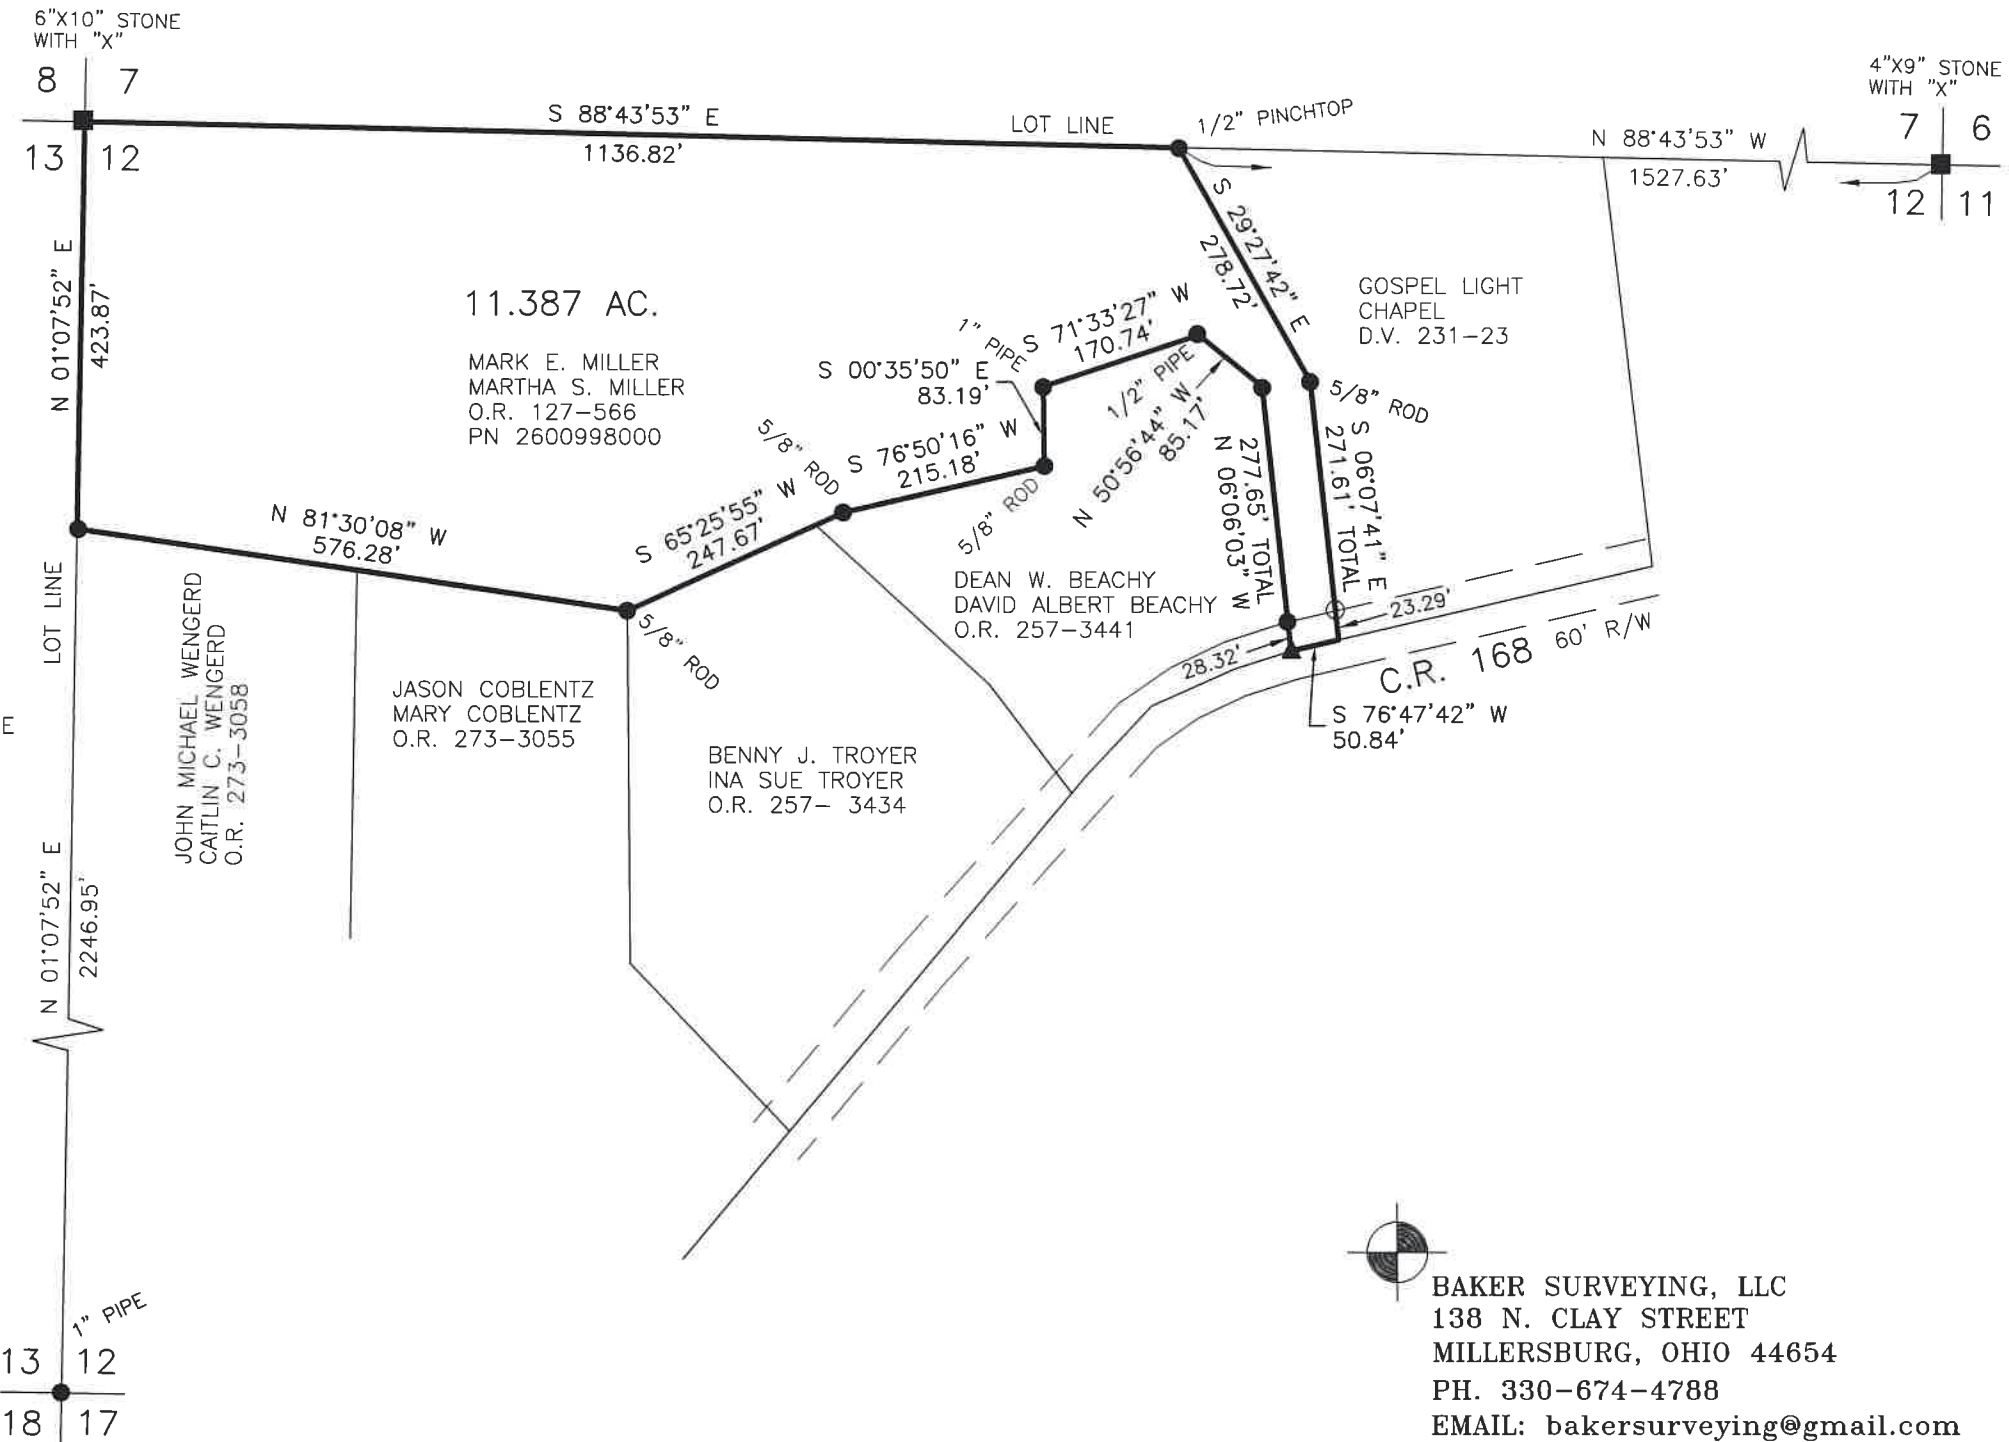 6"X10" STONE
WITH "X"
8 7
13 12
S 88°43'53" E
1136.82'
LOT LINE
1/2" PINCHTOP
N 88°43'53" W
1527.63'
4"X9" STONE
WITH "X"
7 6
12 11
N 01°07'52" E
423.87'
11.387 AC.
MARK E. MILLER
MARTHA S. MILLER
O.R. 127-566
PN 2600998000
S 29°27'42" E
278.72'
GOSPEL LIGHT
CHAPEL
D.V. 231-23
1" PIPE
S 71°33'27" W
170.74'
S 00°35'50" E
83.19'
1/2" PIPE
N 50°56'44" W
85.17'
5/8" ROD
S 06°07'41" E
271.61' TOTAL
277.65' TOTAL
N 06°06'03" W
5/8" ROD
S 76°50'16" W
215.18'
5/8" ROD
S 65°25'55" W
247.67'
N 81°30'08" W
576.28'
5/8" ROD
LOT LINE
JOHN MICHAEL WENGERD
CAITLIN C. WENGERD
O.R. 273-3058
JASON COBLENTZ
MARY COBLENTZ
O.R. 273-3055
BENNY J. TROYER
INA SUE TROYER
O.R. 257- 3434
DEAN W. BEACHY
DAVID ALBERT BEACHY
O.R. 257-3441
28.32'
23.29'
C.R. 168 60' R/W
S 76°47'42" W
50.84'
E
N 01°07'52" E
2246.95'
1" PIPE
13 12
18 17
BAKER SURVEYING, LLC
138 N. CLAY STREET
MILLERSBURG, OHIO 44654
PH. 330-674-4788
EMAIL: bakersurveying@gmail.com